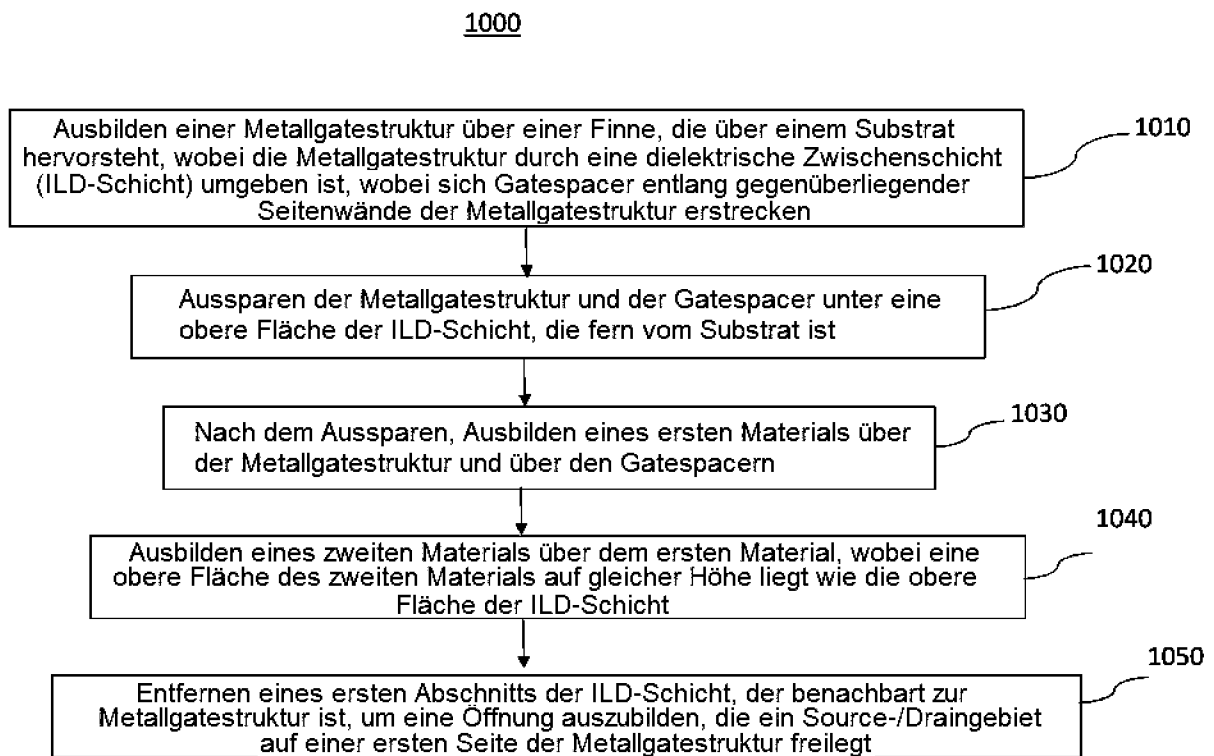 1000
Ausbilden einer Metallgatestruktur über einer Finne, die über einem Substrat
hervorsteht, wobei die Metallgatestruktur durch eine dielektrische Zwischenschicht
(ILD-Schicht) umgeben ist, wobei sich Gatespacer entlang gegenüberliegender
Seitenwände der Metallgatestruktur erstrecken
1010
Aussparen der Metallgatestruktur und der Gatespacer unter eine
obere Fläche der ILD-Schicht, die fern vom Substrat ist
1020
Nach dem Aussparen, Ausbilden eines ersten Materials über
der Metallgatestruktur und über den Gatespacern
1030
Ausbilden eines zweiten Materials über dem ersten Material, wobei eine
obere Fläche des zweiten Materials auf gleicher Höhe liegt wie die obere
Fläche der ILD-Schicht
1040
Entfernen eines ersten Abschnitts der ILD-Schicht, der benachbart zur
Metallgatestruktur ist, um eine Öffnung auszubilden, die ein Source-/Draingebiet
auf einer ersten Seite der Metallgatestruktur freilegt
1050